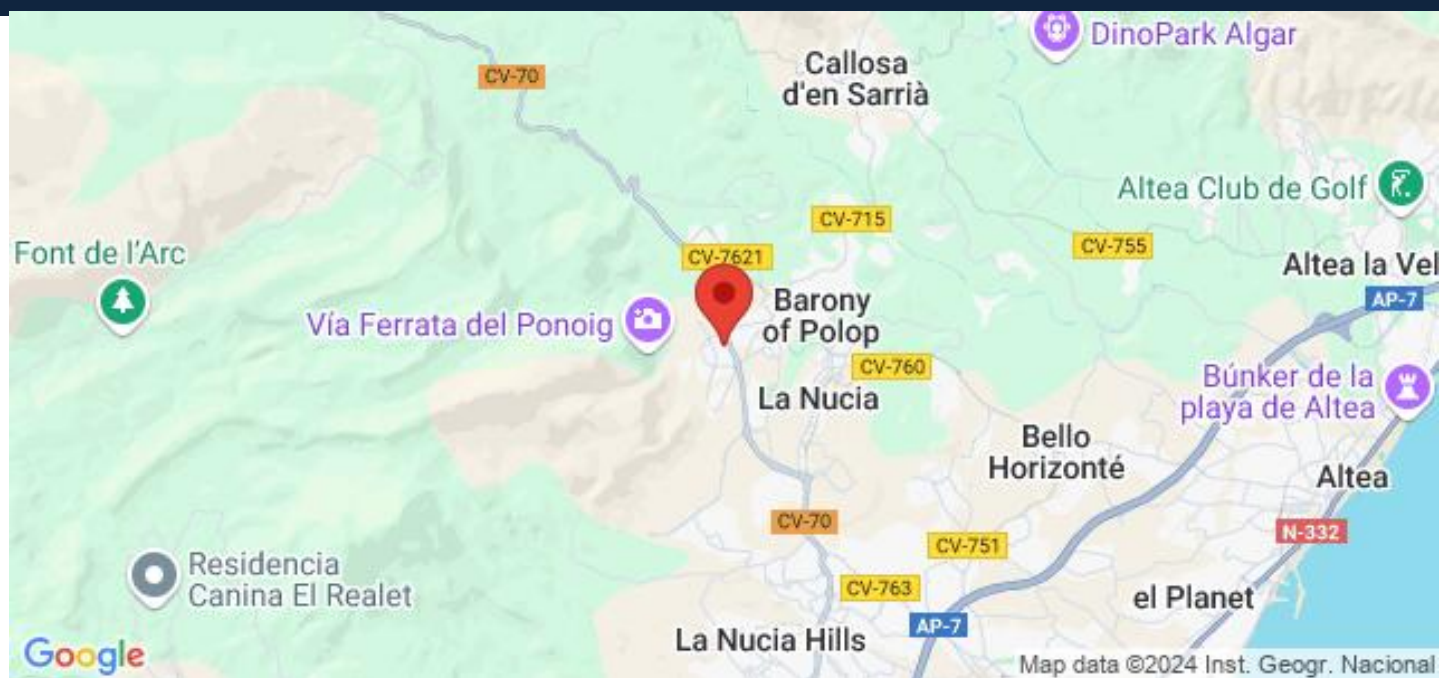 DinoPark Algar
Callosa
d'en Sarrià
CV-70
Altea Club de Golf
CV-715
CV-755
Font de l'Arc
CV-7621
Altea la Vel
AP-7
Barony
of Polop
Vía Ferrata del Ponoig
CV-760
Búnker de la
playa de Altea
La Nucia
Bello
Horizonté
Altea
CV-70
N-332
CV-751
Residencia
Canina El Realet
CV-763
el Planet
AP-7
La Nucia Hills
Google
Map data ©2024 Inst. Geogr. Nacional